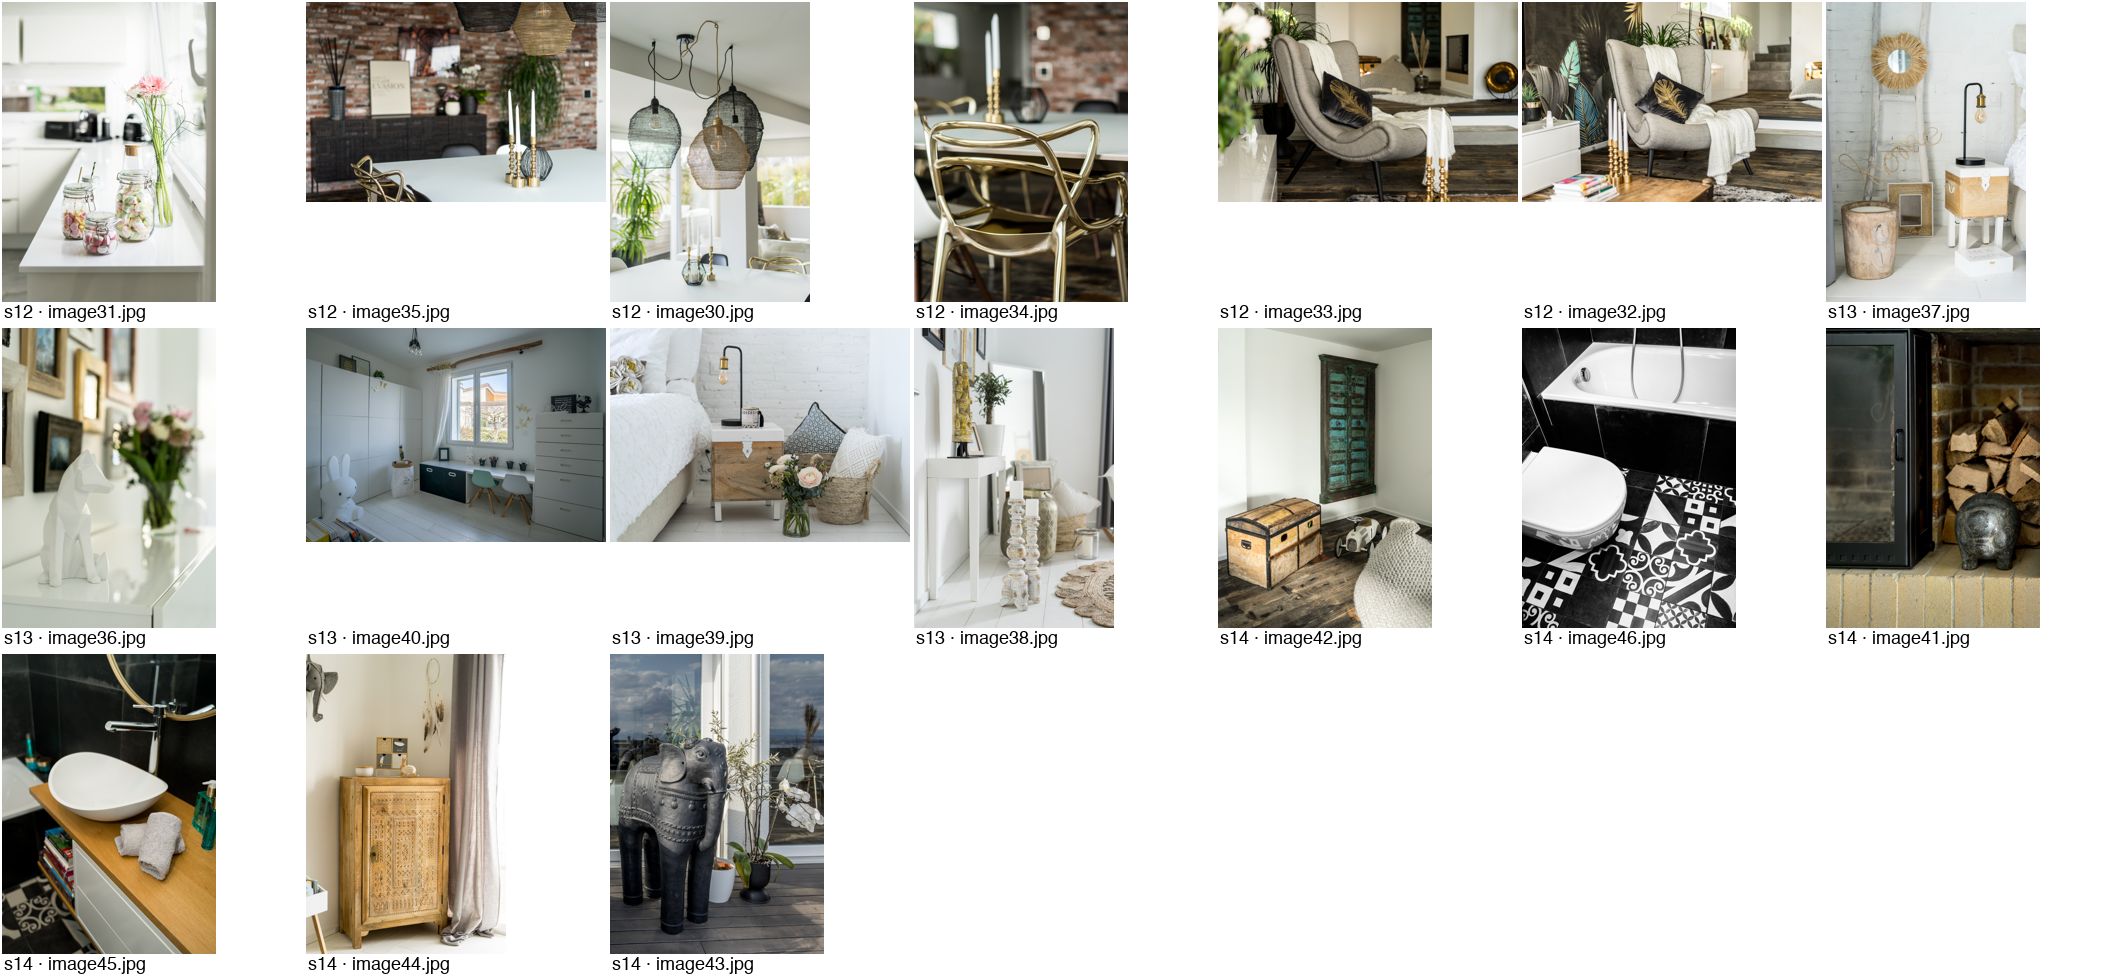 s12 · image31.jpg
s12 · image35.jpg
s12 · image30.jpg
s12 · image34.jpg
s12 · image33.jpg
s12 · image32.jpg
s13 · image37.jpg
s13 · image36.jpg
s13 · image40.jpg
s13 · image39.jpg
s13 · image38.jpg
s14 · image42.jpg
s14 · image46.jpg
s14 · image41.jpg
s14 · image45.jpg
s14 · image44.jpg
s14 · image43.jpg